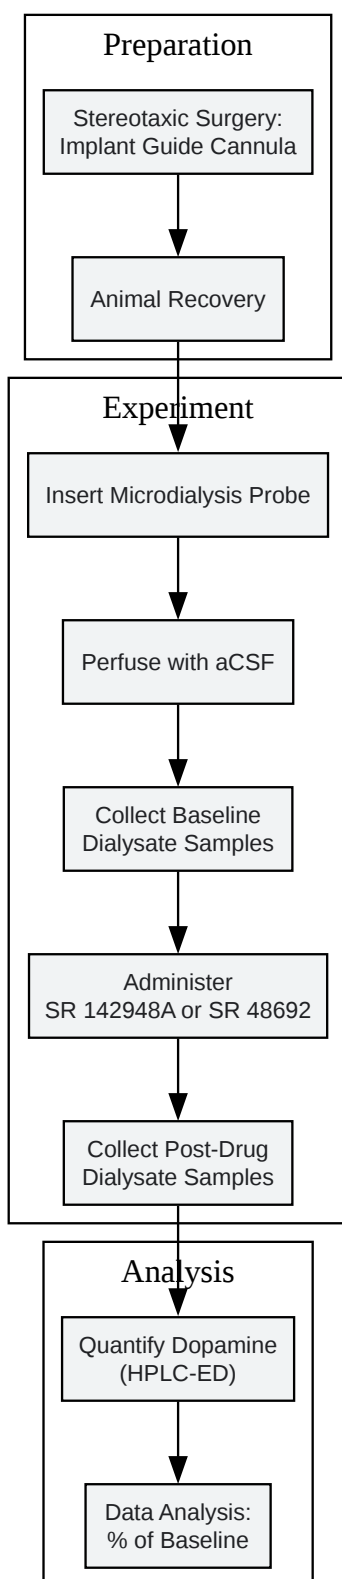 Preparation
Stereotaxic Surgery:
Implant Guide Cannula
Animal Recovery
Experiment
Insert Microdialysis Probe
Perfuse with aCSF
Collect Baseline
Dialysate Samples
Administer
SR 142948A or SR 48692
Collect Post-Drug
Dialysate Samples
Analysis
Quantify Dopamine
(HPLC-ED)
Data Analysis:
% of Baseline